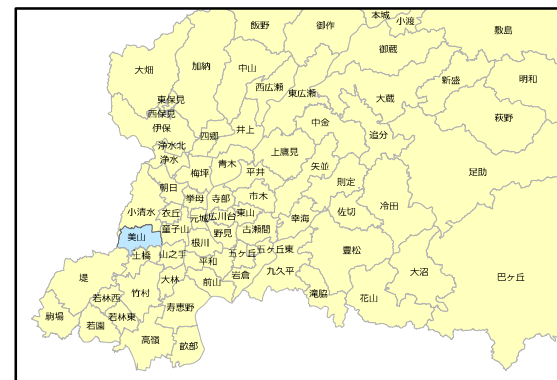 本城
小渡
飯野
御作
敷島
御蔵
加納
中山
大畑
新盛
明和
西広瀬
東広瀬
大蔵
東保見
西保見
萩野
伊保
中金
井上
四郷
追分
浄水北
浄水
上鷹見
青木
矢並
梅坪
平井
足助
朝日
則定
市木
挙母
寺部
冷田
小清水
衣丘
元城
広川台
東山
幸海
佐切
童子山
野見
古瀬間
美山
根川
土橋
山之手
五ケ丘
五ケ丘東
豊松
平和
大沼
堤
大林
前山
岩倉
九久平
巴ケ丘
若林西
竹村
滝脇
花山
寿恵野
駒場
若林東
若園
高嶺
畝部